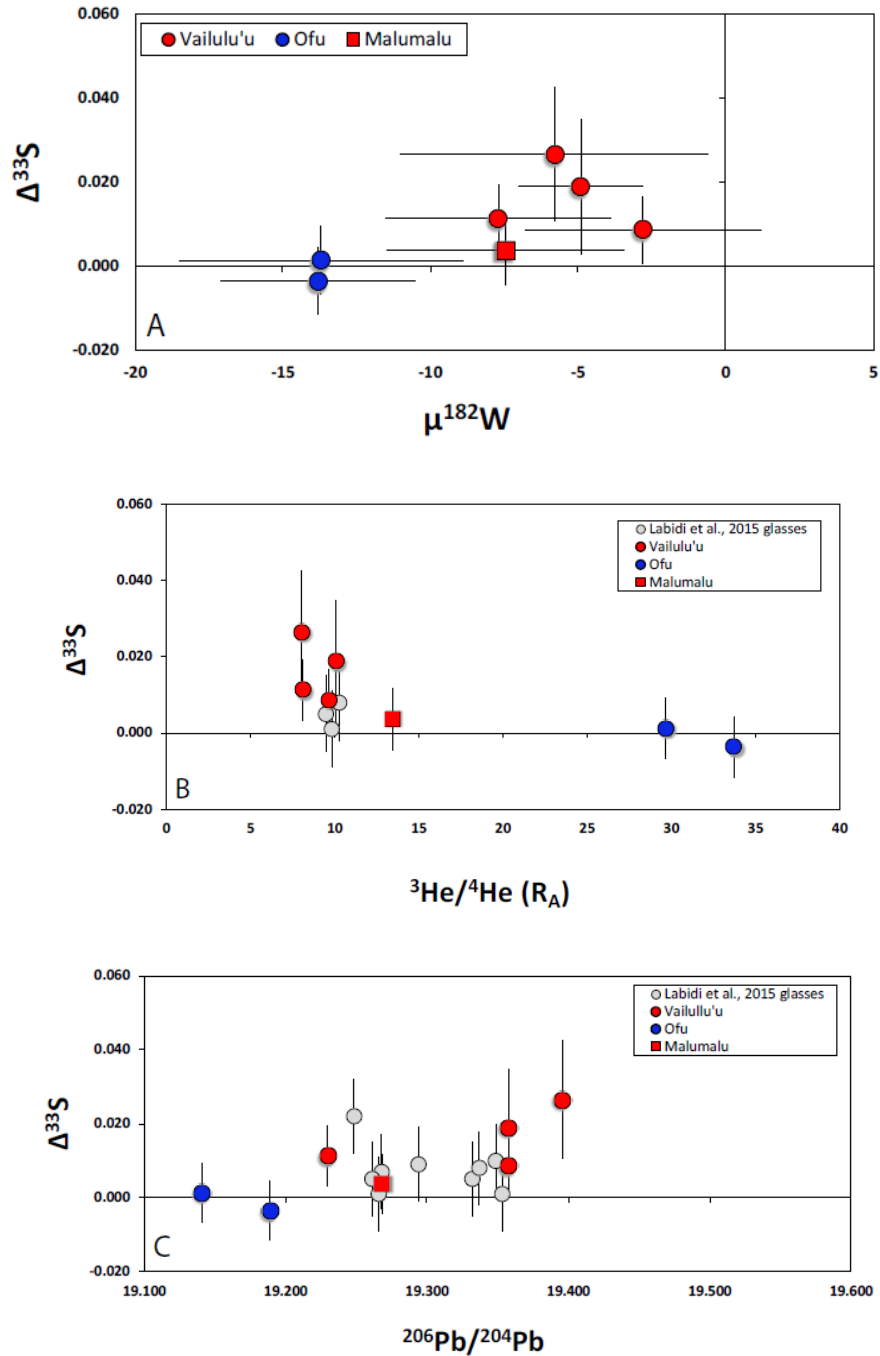 0.060
Vailulu'u Ofu Malumalu
0.040
0.020
0.000
-0.020
Δ³³S
A
-20 -15 -10 -5 0 5
μ¹⁸²W
0.060
0.040
0.020
0.000
-0.020
Δ³³S
Labidi et al., 2015 glasses
Vailulu'u
Ofu
Malumalu
B
0 5 10 15 20 25 30 35 40
³He/⁴He (R_A)
0.060
0.040
0.020
0.000
-0.020
Δ³³S
Labidi et al., 2015 glasses
Vailullu'u
Ofu
Malumalu
C
19.100 19.200 19.300 19.400 19.500 19.600
²⁰⁶Pb/²⁰⁴Pb